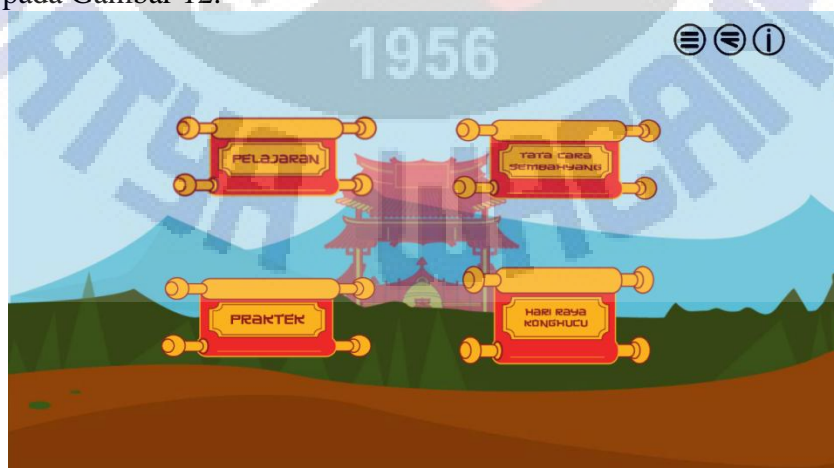 pada Gambar 12.
1956
PELAJARAN
TATA CARA
SEMBAHYANG
PRAKTEK
HARI RAYA
KONGHUCU